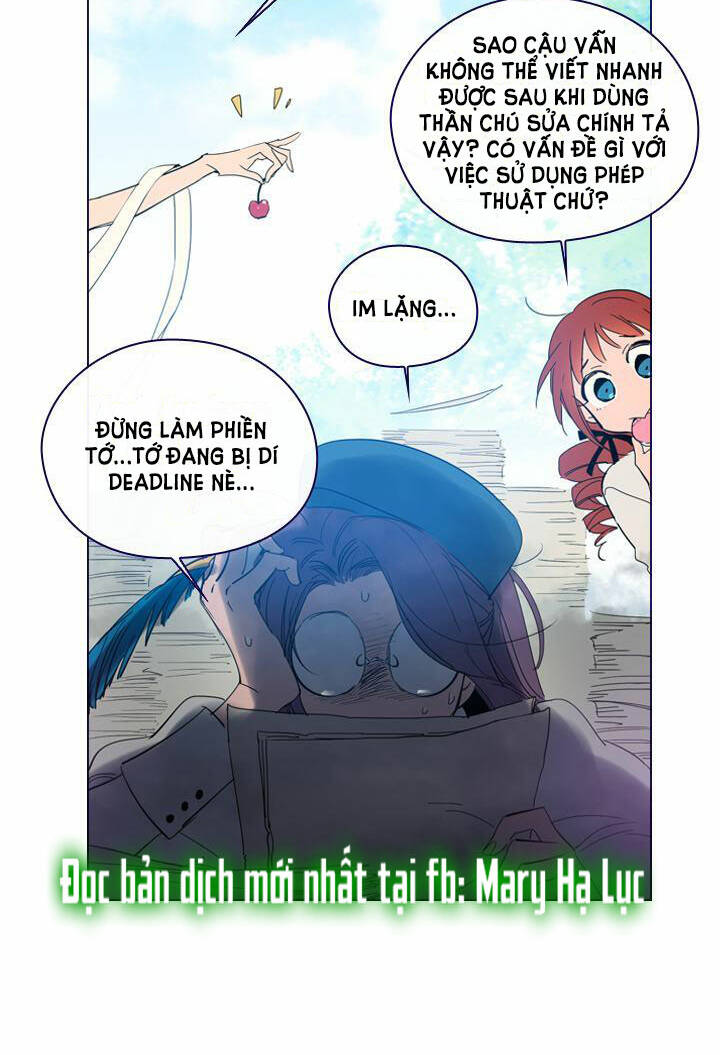 SAO CẬU VẪN
KHÔNG THỂ VIẾT NHANH
ĐƯỢC SAU KHI DÙNG
THẦN CHÚ SỬA CHÍNH TẢ
VẬY? CÓ VẤN ĐỀ GÌ VỚI
VIỆC SỬ DỤNG PHÉP
THUẬT CHỨ?
IM LẶNG...
ĐỪNG LÀM PHIỀN
TỚ...TỚ ĐANG BỊ DÍ
DEADLINE NÈ...
Đọc bản dịch mới nhất tại fb: Mary Hạ Lục